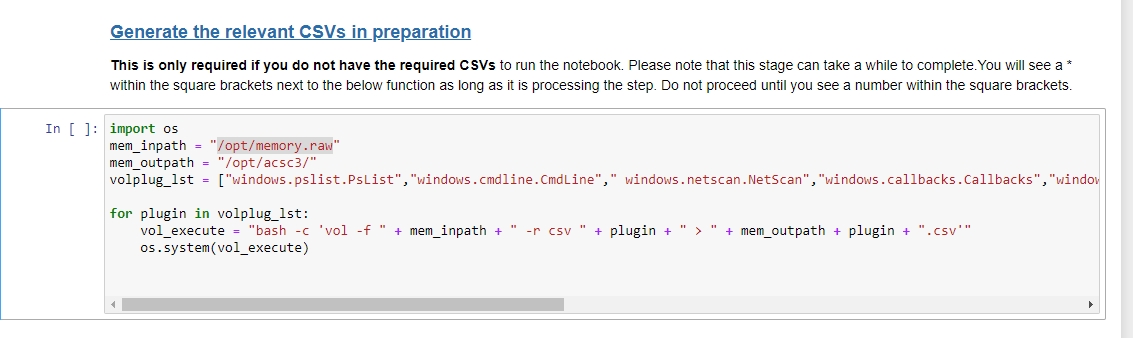 Generate the relevant CSVs in preparation
This is only required if you do not have the required CSVs to run the notebook. Please note that this stage can take a while to complete.You will see a *
within the square brackets next to the below function as long as it is processing the step. Do not proceed until you see a number within the square brackets.
In [ ]: import os
mem_inpath = "/opt/memory.raw"
mem_outpath = "/opt/acsc3/"
volplug_lst = ["windows.pslist.PsList","windows.cmdline.CmdLine"," windows.netscan.NetScan","windows.callbacks.Callbacks","window
for plugin in volplug_lst:
    vol_execute = "bash -c 'vol -f " + mem_inpath + " -r csv " + plugin + " > " + mem_outpath + plugin + ".csv'"
    os.system(vol_execute)